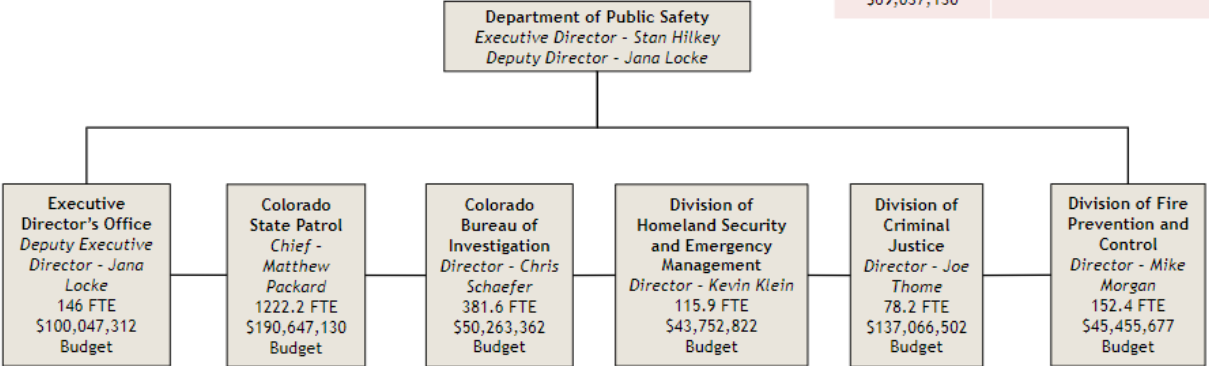 Department of Public Safety
Executive Director - Stan Hilkey
Deputy Director - Jana Locke
Executive
Director's Office
Deputy Executive
Director - Jana
Locke
146 FTE
$100,047,312
Budget
Colorado
State Patrol
Chief -
Matthew
Packard
1222.2 FTE
$190,647,130
Budget
Colorado
Bureau of
Investigation
Director - Chris
Schaefer
381.6 FTE
$50,263,362
Budget
Division of
Homeland Security
and Emergency
Management
Director - Kevin Klein
115.9 FTE
$43,752,822
Budget
Division of
Criminal
Justice
Director - Joe
Thome
78.2 FTE
$137,066,502
Budget
Division of Fire
Prevention and
Control
Director - Mike
Morgan
152.4 FTE
$45,455,677
Budget